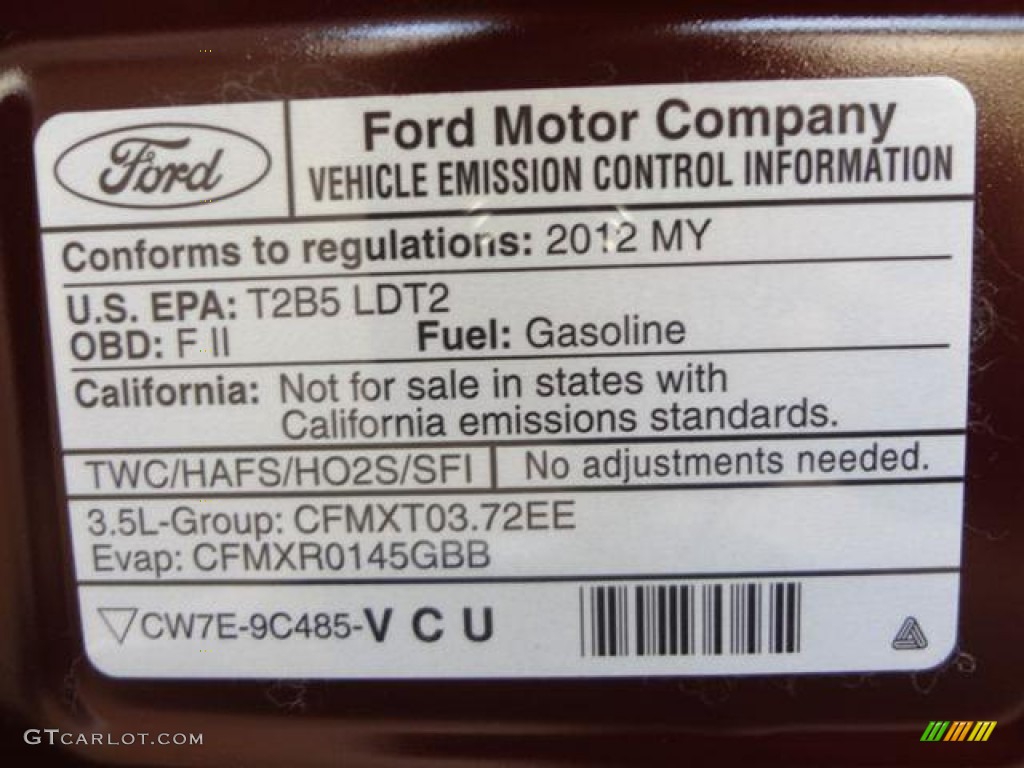 Ford
Ford Motor Company
VEHICLE EMISSION CONTROL INFORMATION
Conforms to regulations: 2012 MY
U.S. EPA: T2B5 LDT2
OBD: F II Fuel: Gasoline
California: Not for sale in states with
California emissions standards.
TWC/HAFS/HO2S/SFI No adjustments needed.
3.5L-Group: CFMXT03.72EE
Evap: CFMXR0145GBB
CW7E-9C485-VCU
GTCARLOT.COM